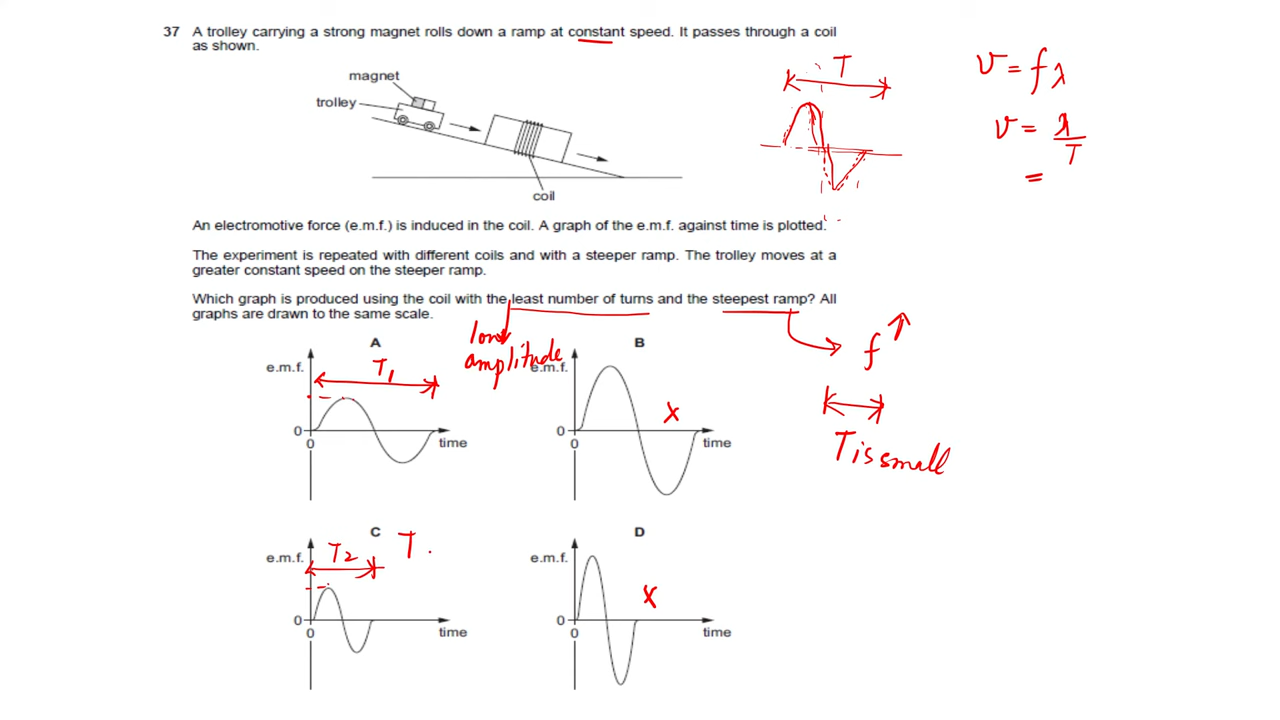 37 A trolley carrying a strong magnet rolls down a ramp at constant speed. It passes through a coil
as shown.
magnet
trolley
coil
T
v = fλ
v = λ/T
=
An electromotive force (e.m.f.) is induced in the coil. A graph of the e.m.f. against time is plotted.
The experiment is repeated with different coils and with a steeper ramp. The trolley moves at a
greater constant speed on the steeper ramp.
Which graph is produced using the coil with the least number of turns and the steepest ramp? All
graphs are drawn to the same scale.
low
amplitude
f ↑
T is small
A
e.m.f.
T1
0
0
time
B
e.m.f.
x
0
0
time
C
T.
e.m.f.
T2
0
0
time
D
e.m.f.
x
0
0
time